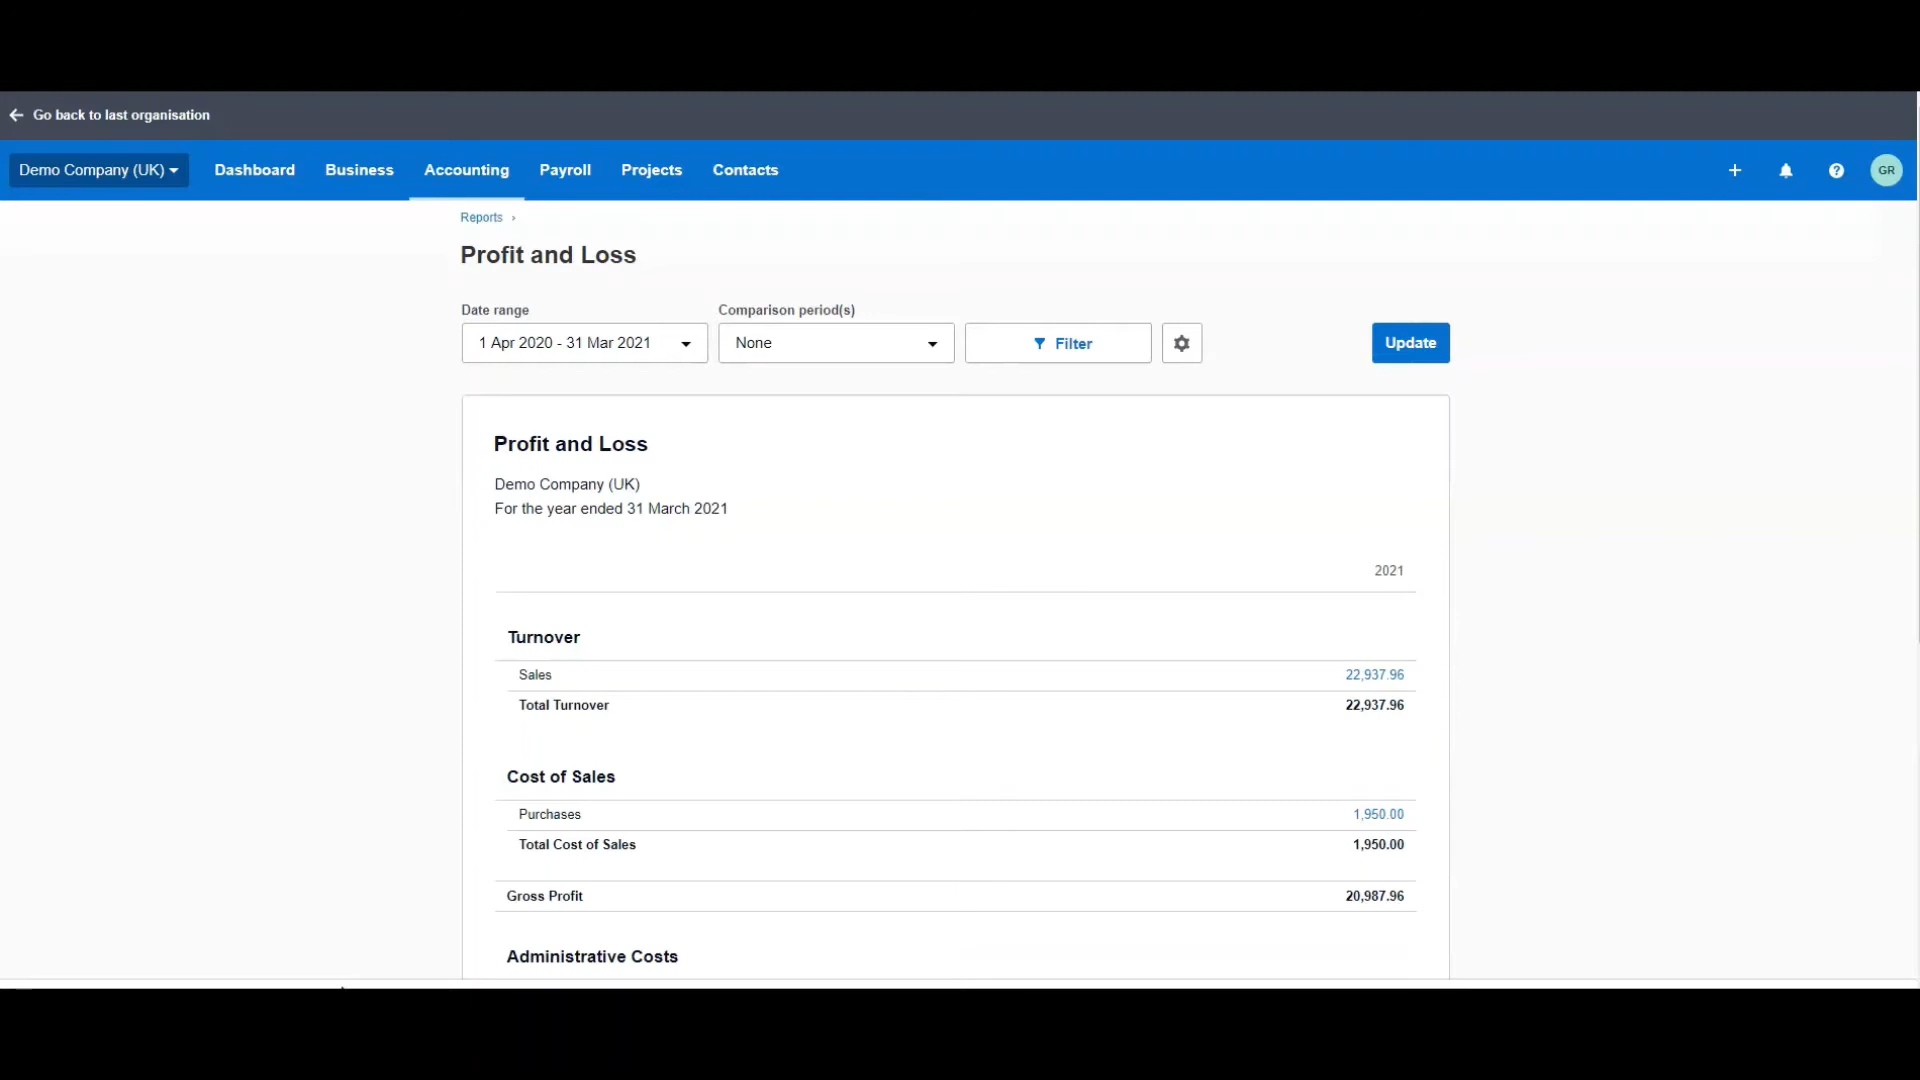 Go back to last organisation
Demo Company (UK) Dashboard Business Accounting Payroll Projects Contacts GR
Reports ›
Profit and Loss
Date range Comparison period(s)
1 Apr 2020 - 31 Mar 2021 None Filter Update
Profit and Loss
Demo Company (UK)
For the year ended 31 March 2021
2021
Turnover
Sales 22,937.96
Total Turnover 22,937.96
Cost of Sales
Purchases 1,950.00
Total Cost of Sales 1,950.00
Gross Profit 20,987.96
Administrative Costs